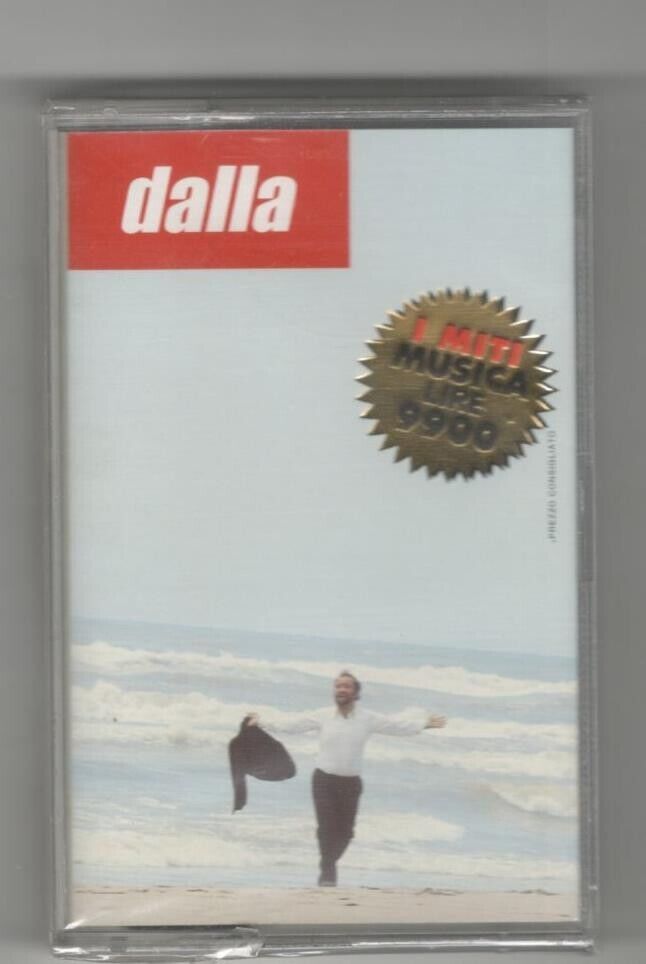 dalla
I MITI
MUSICA
LIRE
9900
PREZZO CONSIGLIATO